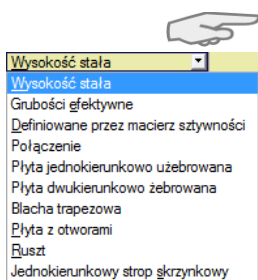 Wysokość stała
Wysokość stała
Grubości efektywne
Definiowane przez macierz sztywności
Połączenie
Płyta jednokierunkowo użebrowana
Płyta dwukierunkowo żebrowana
Blacha trapezowa
Płyta z otworami
Ruszt
Jednokierunkowy strop skrzynkowy